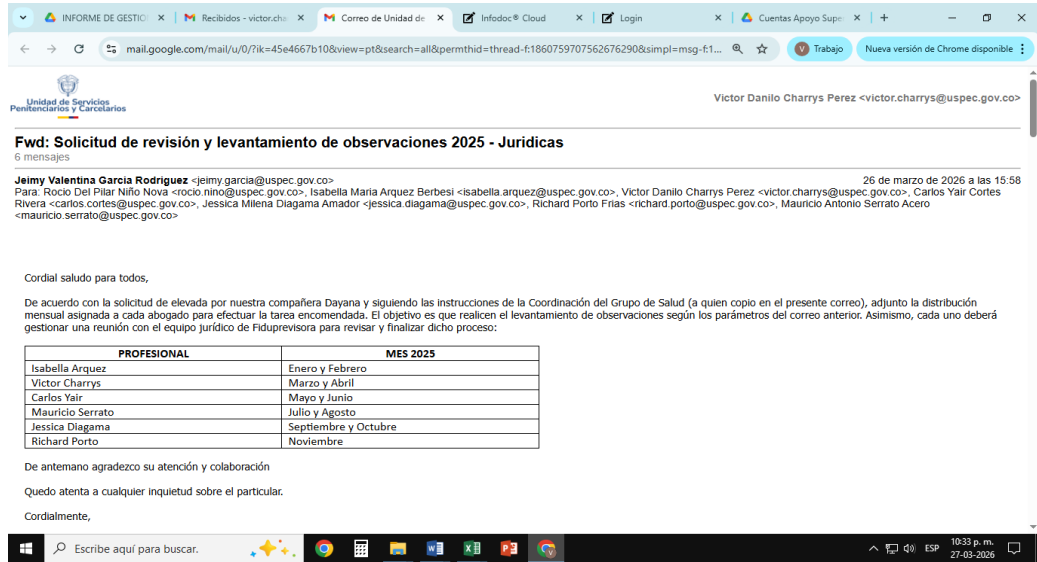 INFORME DE GESTIO
Recibidos - victor.cha
Correo de Unidad de
Infodoc® Cloud
Login
Cuentas Apoyo Super
mail.google.com/mail/u/0/?ik=45e4667b10&view=pt&search=all&permthid=thread-f:1860759707562676290&simpl=msg-f:1...
V Trabajo
Nueva versión de Chrome disponible
Unidad de Servicios
Penitenciarios y Carcelarios
Victor Danilo Charrys Perez <victor.charrys@uspec.gov.co>
Fwd: Solicitud de revisión y levantamiento de observaciones 2025 - Juridicas
6 mensajes
Jeimy Valentina Garcia Rodriguez <jeimy.garcia@uspec.gov.co> 26 de marzo de 2026 a las 15:58
Para: Rocio Del Pilar Niño Nova <rocio.nino@uspec.gov.co>, Isabella Maria Arquez Berbesi <isabella.arquez@uspec.gov.co>, Victor Danilo Charrys Perez <victor.charrys@uspec.gov.co>, Carlos Yair Cortes
Rivera <carlos.cortes@uspec.gov.co>, Jessica Milena Diagama Amador <jessica.diagama@uspec.gov.co>, Richard Porto Frias <richard.porto@uspec.gov.co>, Mauricio Antonio Serrato Acero
<mauricio.serrato@uspec.gov.co>
Cordial saludo para todos,
De acuerdo con la solicitud de elevada por nuestra compañera Dayana y siguiendo las instrucciones de la Coordinación del Grupo de Salud (a quien copio en el presente correo), adjunto la distribución
mensual asignada a cada abogado para efectuar la tarea encomendada. El objetivo es que realicen el levantamiento de observaciones según los parámetros del correo anterior. Asimismo, cada uno deberá
gestionar una reunión con el equipo jurídico de Fiduprevisora para revisar y finalizar dicho proceso:
PROFESIONAL MES 2025
Isabella Arquez Enero y Febrero
Victor Charrys Marzo y Abril
Carlos Yair Mayo y Junio
Mauricio Serrato Julio y Agosto
Jessica Diagama Septiembre y Octubre
Richard Porto Noviembre
De antemano agradezco su atención y colaboración
Quedo atenta a cualquier inquietud sobre el particular.
Cordialmente,
Escribe aquí para buscar.
ESP
10:33 p. m.
27-03-2026